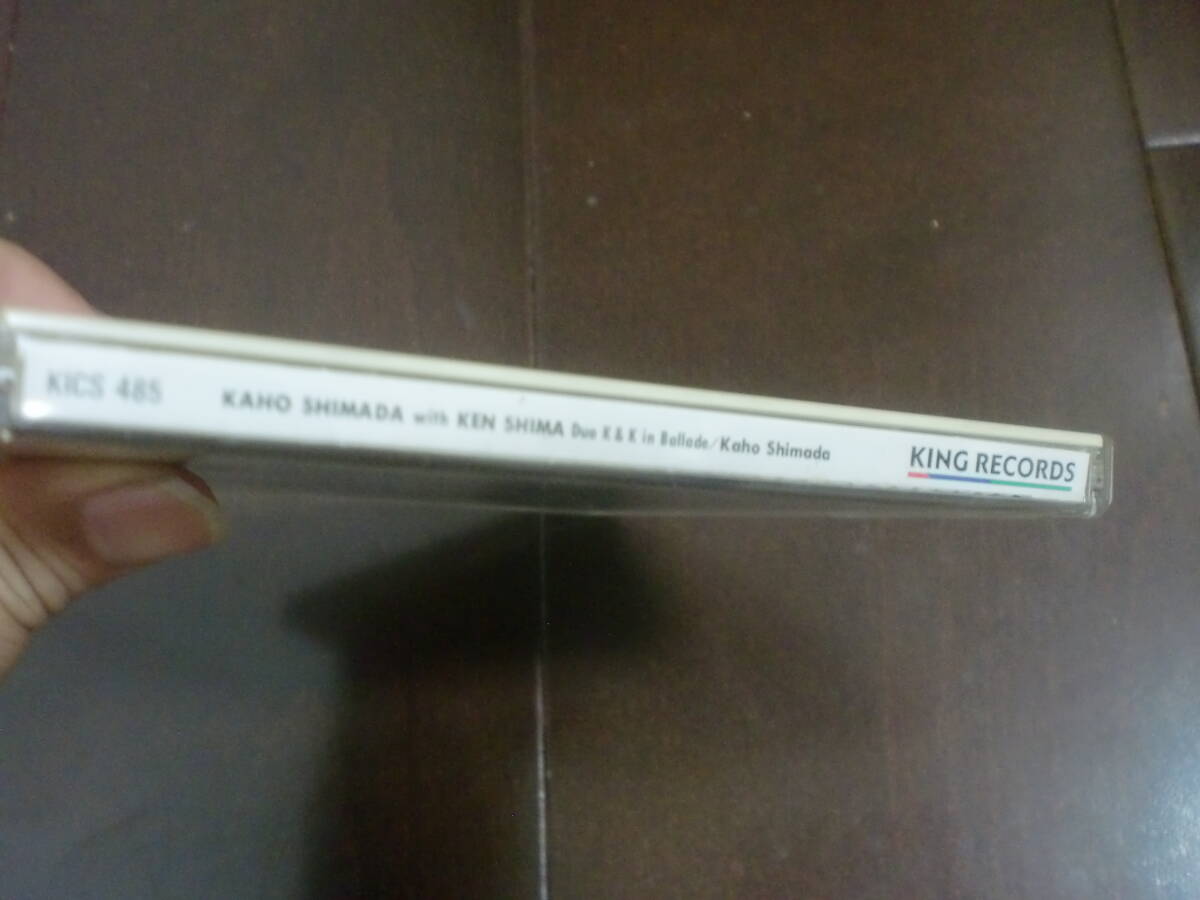 KICS 485 KAHO SHIMADA with KEN SHIMA Duo K & K in Ballade/Kaho Shimada KING RECORDS